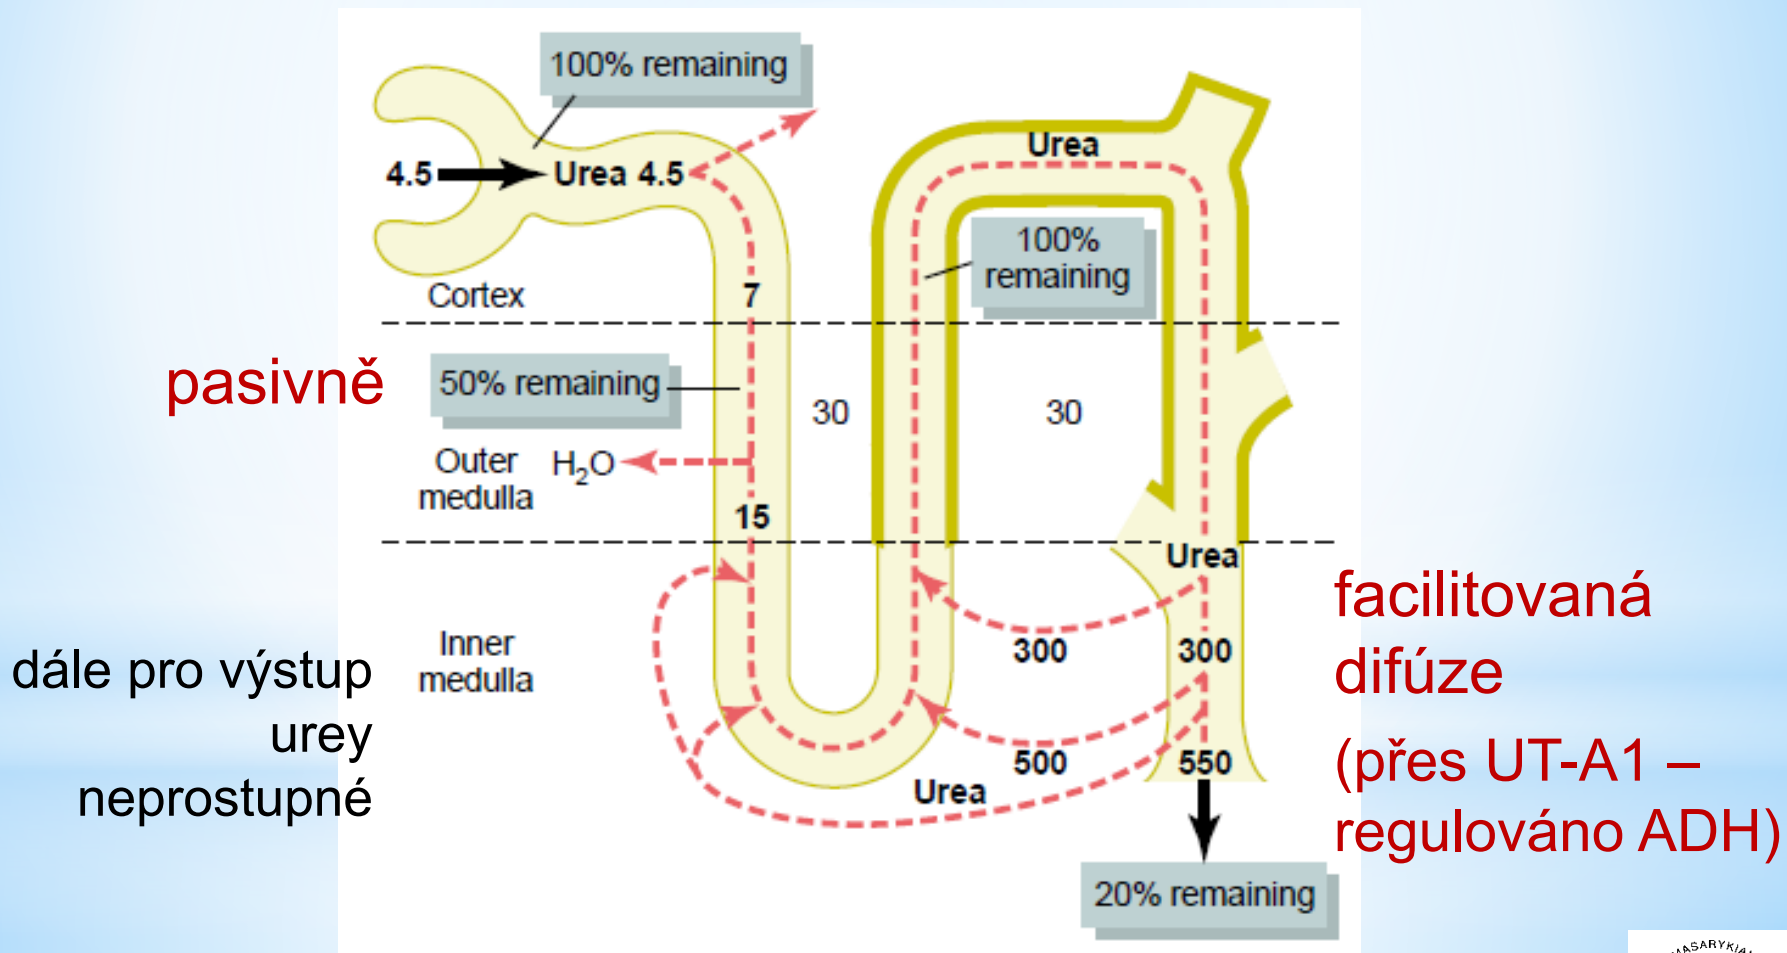 100% remaining
4.5
Urea 4.5
Urea
100%
remaining
Cortex
7
pasivně
50% remaining
30
30
Outer
medulla
H₂O
15
Urea
facilitovaná
difúze
(přes UT-A1 –
regulováno ADH)
dále pro výstup
urey
neprostupné
Inner
medulla
300
300
500
550
Urea
20% remaining